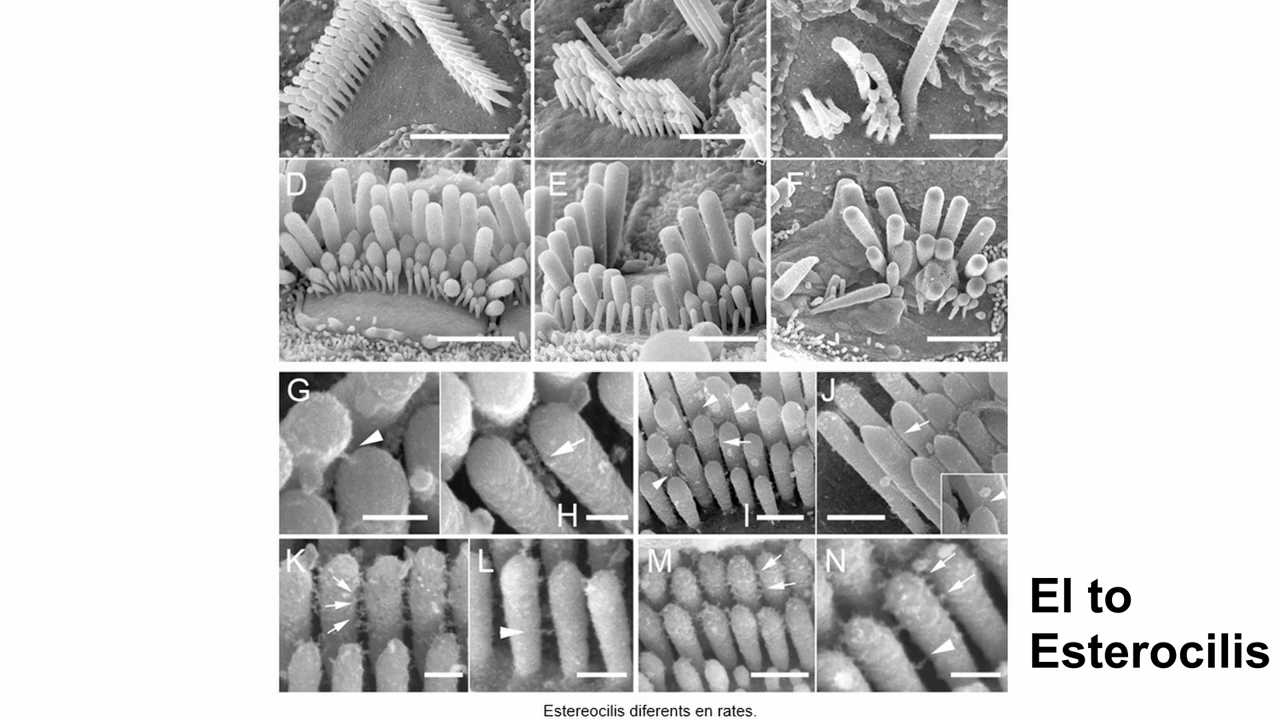 D
E
F
G
H
I
J
K
L
M
N
El to
Esterocilis
Estereocilis diferents en rates.